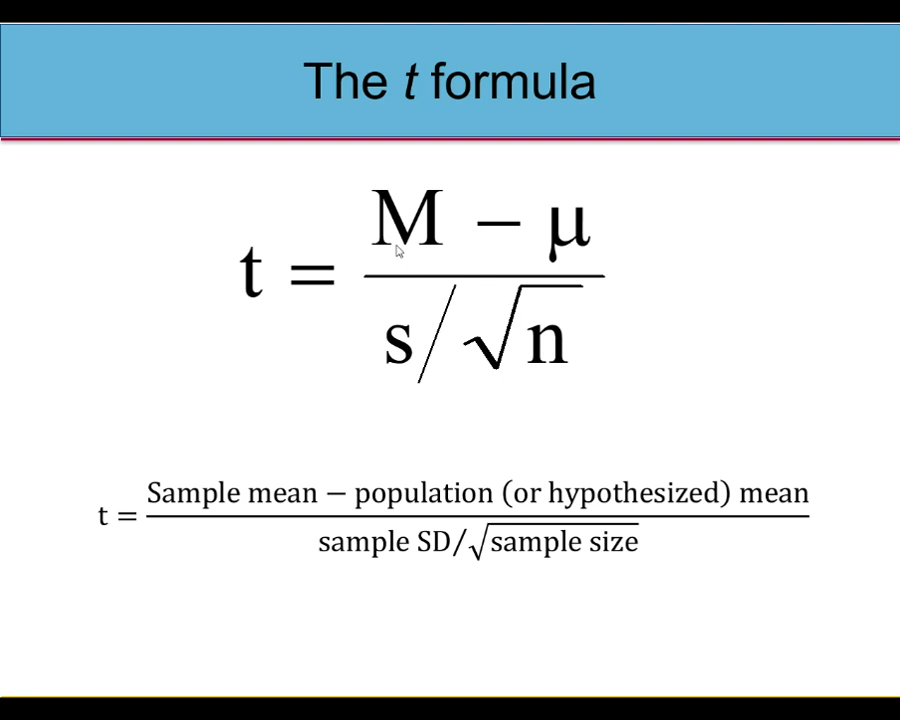 The t formula
t = M − μ / s/√n
t = Sample mean − population (or hypothesized) mean / sample SD/√sample size